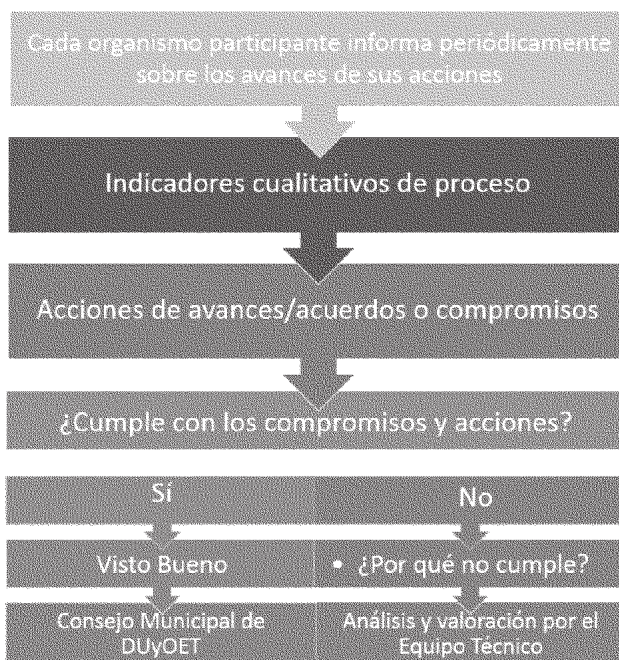 Cada organismo participante informa periódicamente
sobre los avances de sus acciones
Indicadores cualitativos de proceso
Acciones de avances/acuerdos o compromisos
¿Cumple con los compromisos y acciones?
Sí
No
Visto Bueno
• ¿Por qué no cumple?
Consejo Municipal de
DUyOET
Análisis y valoración por el
Equipo Técnico